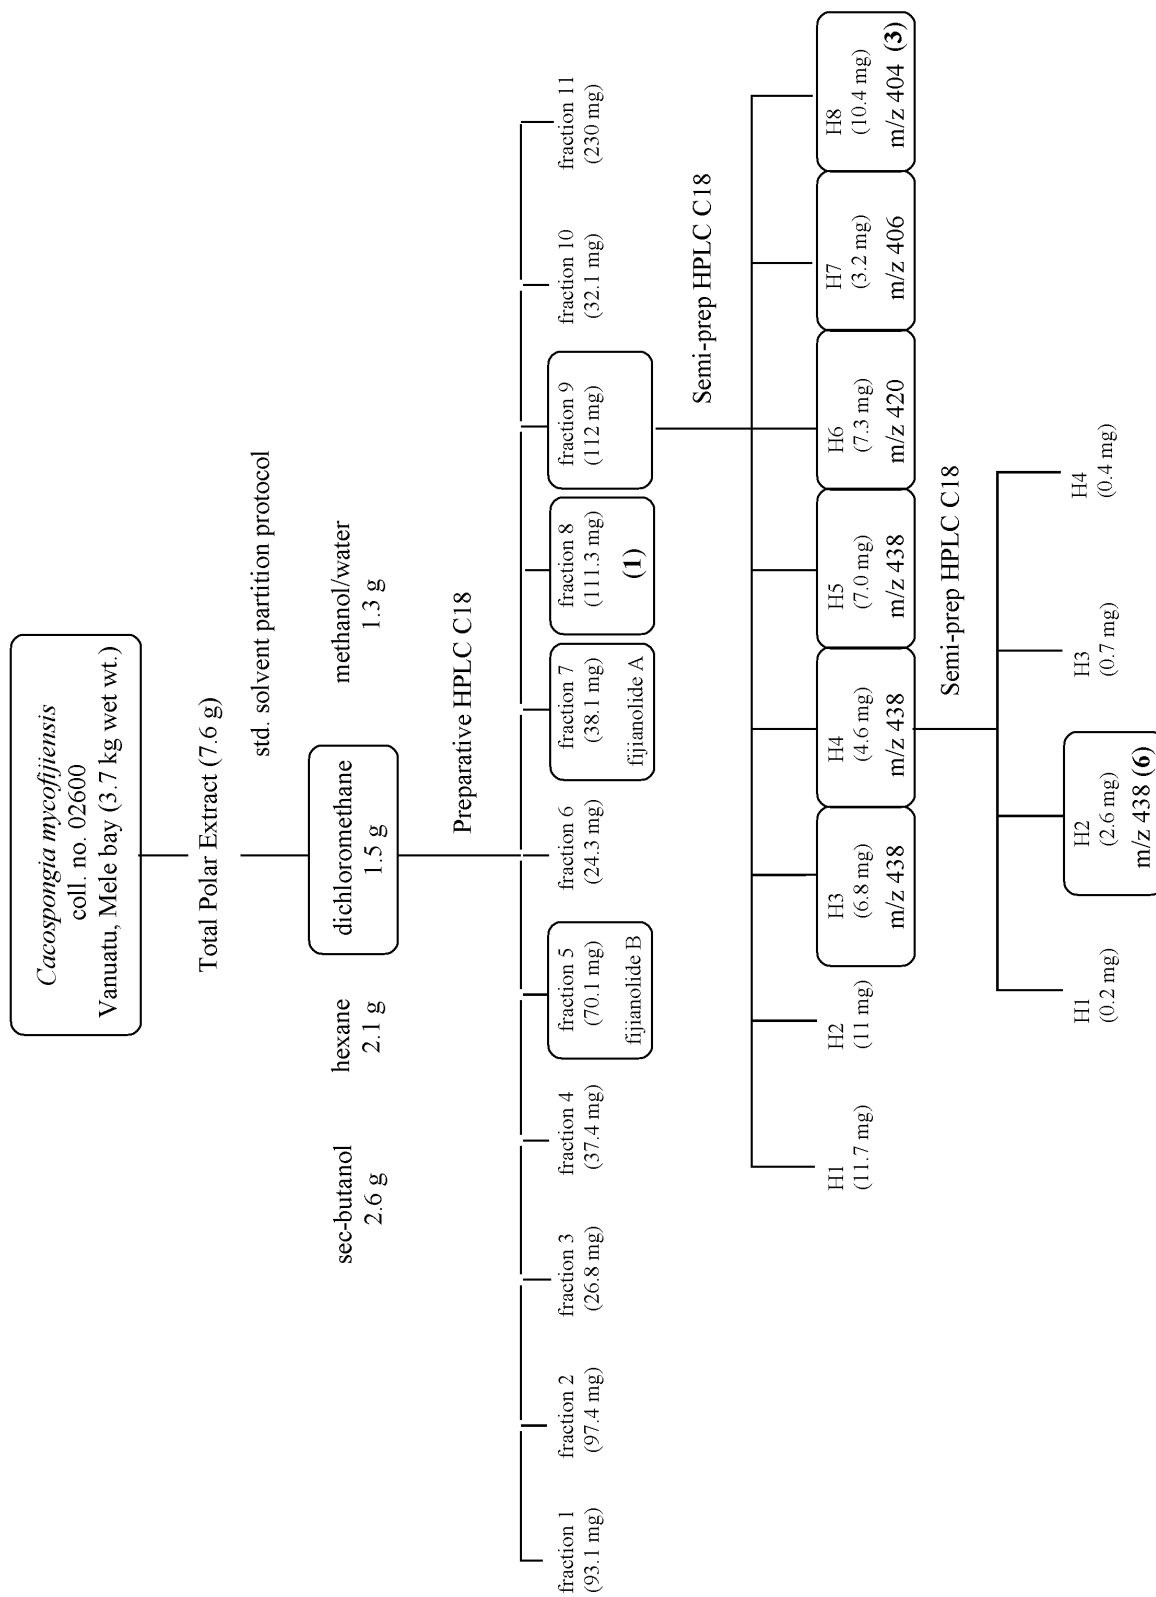 Cacospongia mycofijiensis
coll. no. 02600
Vanuatu, Mele bay (3.7 kg wet wt.)
Total Polar Extract (7.6 g)
std. solvent partition protocol
sec-butanol
2.6 g
hexane
2.1 g
dichloromethane
1.5 g
methanol/water
1.3 g
Preparative HPLC C18
fraction 1
(93.1 mg)
fraction 2
(97.4 mg)
fraction 3
(26.8 mg)
fraction 4
(37.4 mg)
fraction 5
(70.1 mg)
fijianolide B
fraction 6
(24.3 mg)
fraction 7
(38.1 mg)
fijianolide A
fraction 8
(111.3 mg)
(1)
fraction 9
(112 mg)
fraction 10
(32.1 mg)
fraction 11
(230 mg)
Semi-prep HPLC C18
H1
(11.7 mg)
H2
(11 mg)
H3
(6.8 mg)
m/z 438
H4
(4.6 mg)
m/z 438
H5
(7.0 mg)
m/z 438
H6
(7.3 mg)
m/z 420
H7
(3.2 mg)
m/z 406
H8
(10.4 mg)
m/z 404 (3)
Semi-prep HPLC C18
H1
(0.2 mg)
H2
(2.6 mg)
m/z 438 (6)
H3
(0.7 mg)
H4
(0.4 mg)